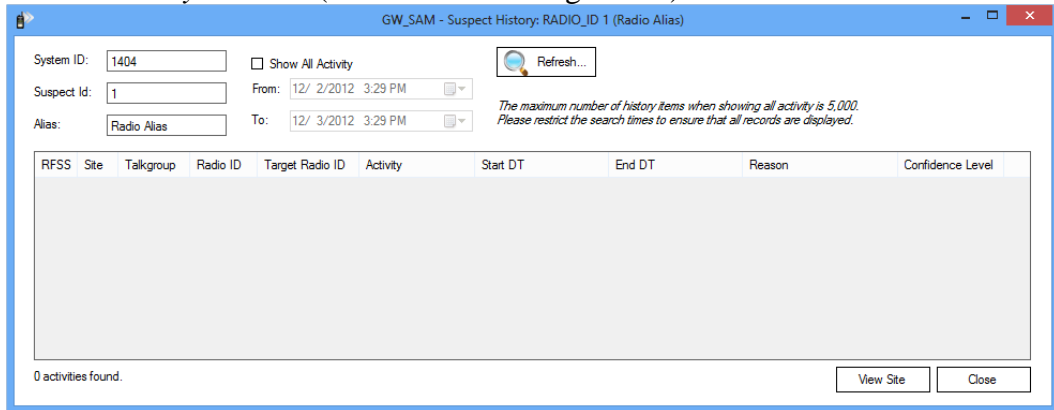 GW_SAM - Suspect History: RADIO_ID 1 (Radio Alias)
System ID: 1404 Show All Activity Refresh...
Suspect Id: 1 From: 12/ 2/2012 3:29 PM
The maximum number of history items when showing all activity is 5,000.
Alias: Radio Alias To: 12/ 3/2012 3:29 PM Please restrict the search times to ensure that all records are displayed.
RFSS Site Talkgroup Radio ID Target Radio ID Activity Start DT End DT Reason Confidence Level
0 activities found. View Site Close